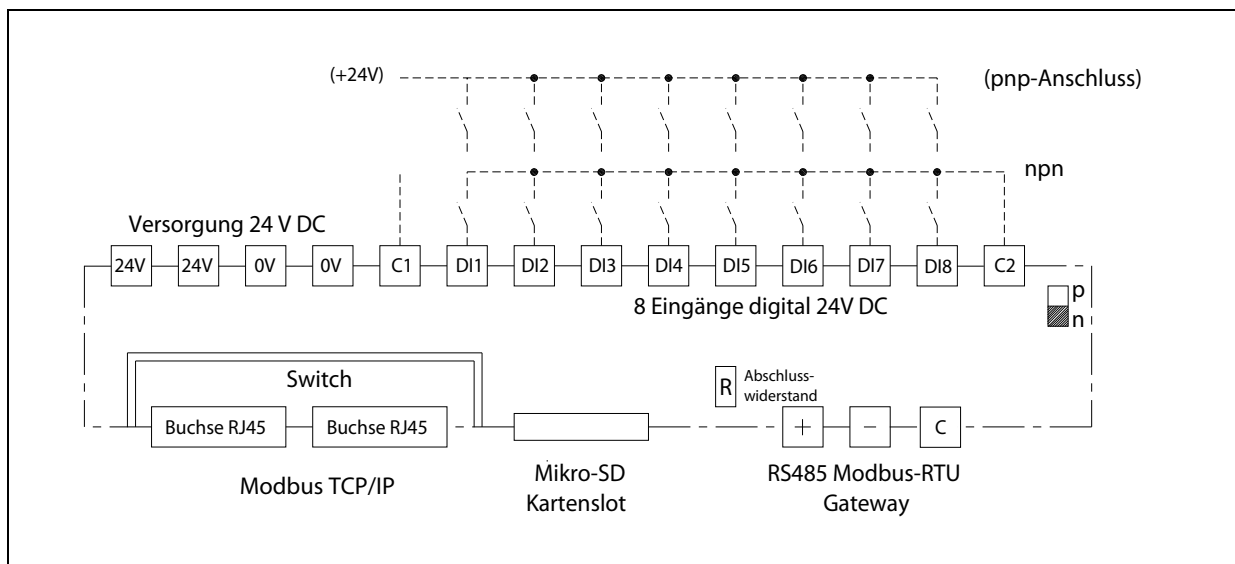 (+24V)
(pnp-Anschluss)
npn
Versorgung 24 V DC
24V 24V 0V 0V C1 DI1 DI2 DI3 DI4 DI5 DI6 DI7 DI8 C2
8 Eingänge digital 24V DC
p
n
Switch
R
Abschluss-
widerstand
Buchse RJ45 Buchse RJ45 + – C
Modbus TCP/IP
Mikro-SD
Kartenslot
RS485 Modbus-RTU
Gateway